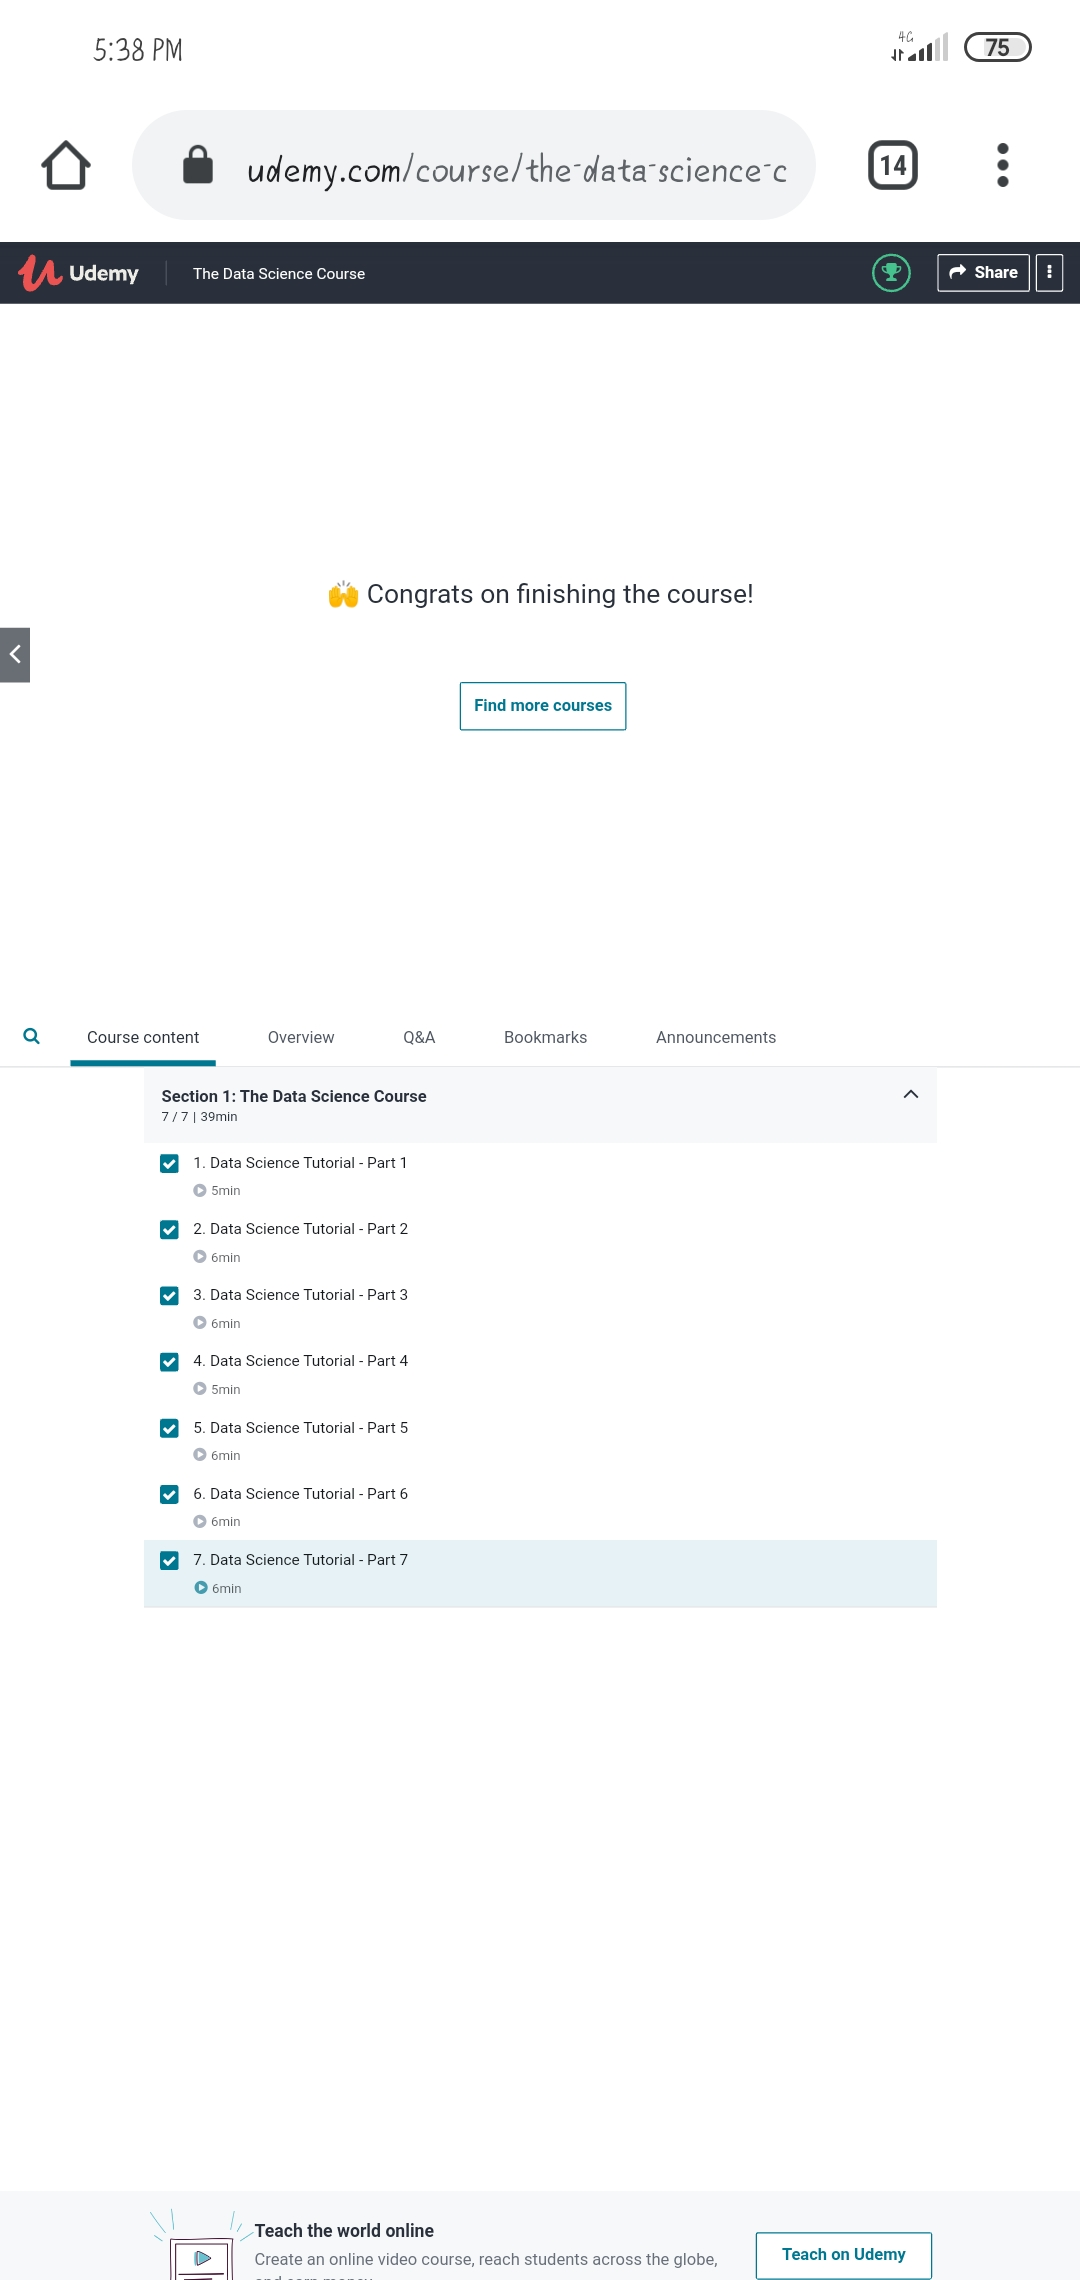 5:38 PM
4G
75
udemy.com/course/the-data-science-c
14
Udemy
The Data Science Course
Share
🙌 Congrats on finishing the course!
Find more courses
Course content
Overview
Q&A
Bookmarks
Announcements
Section 1: The Data Science Course
7 / 7 | 39min
1. Data Science Tutorial - Part 1
5min
2. Data Science Tutorial - Part 2
6min
3. Data Science Tutorial - Part 3
6min
4. Data Science Tutorial - Part 4
5min
5. Data Science Tutorial - Part 5
6min
6. Data Science Tutorial - Part 6
6min
7. Data Science Tutorial - Part 7
6min
Teach the world online
Create an online video course, reach students across the globe,
Teach on Udemy